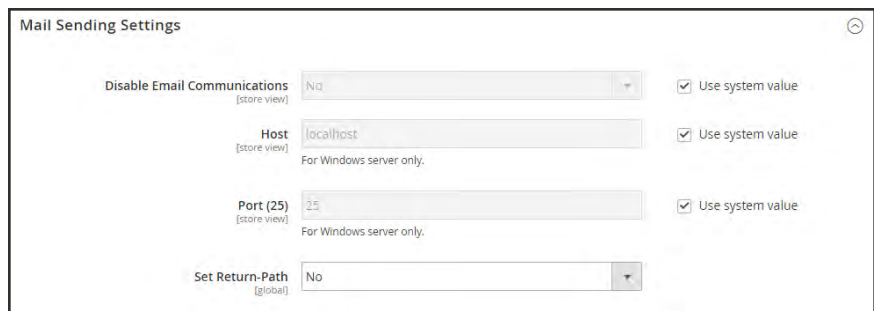 Mail Sending Settings
Disable Email Communications No Use system value
[store view]
Host localhost Use system value
[store view]
For Windows server only.
Port (25) 25 Use system value
[store view]
For Windows server only.
Set Return-Path No
[global]